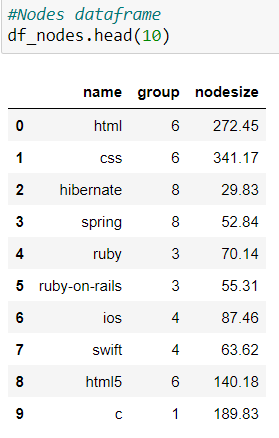 #Nodes dataframe
df_nodes.head(10)
name group nodesize
0 html 6 272.45
1 css 6 341.17
2 hibernate 8 29.83
3 spring 8 52.84
4 ruby 3 70.14
5 ruby-on-rails 3 55.31
6 ios 4 87.46
7 swift 4 63.62
8 html5 6 140.18
9 c 1 189.83